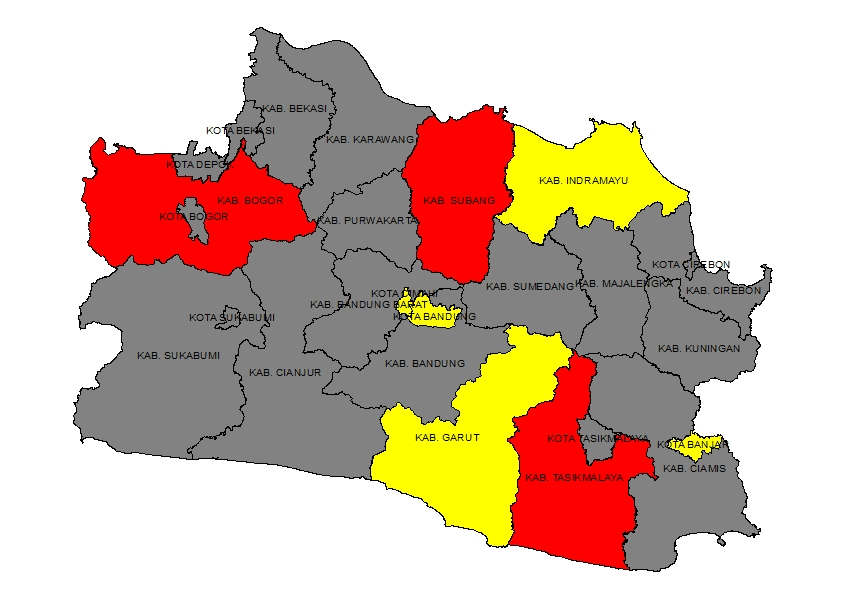 KAB. BEKASI
KOTA BEKASI
KAB. KARAWANG
KOTA DEPOK
KAB. INDRAMAYU
KAB. BOGOR
KAB. SUBANG
KOTA BOGOR
KAB. PURWAKARTA
KOTA CIREBON
KAB. SUMEDANG
KAB. MAJALENGKA
KAB. CIREBON
KOTA CIMAHI
KAB. BANDUNG BARAT
KOTA BANDUNG
KOTA SUKABUMI
KAB. KUNINGAN
KAB. SUKABUMI
KAB. BANDUNG
KAB. CIANJUR
KAB. GARUT
KOTA TASIKMALAYA
KOTA BANJAR
KAB. CIAMIS
KAB. TASIKMALAYA